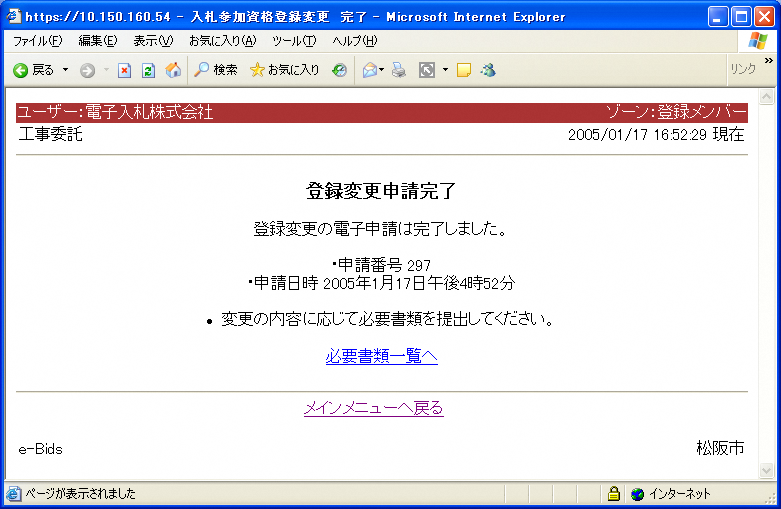 https://10.150.160.54 - 入札参加資格登録変更　完了 - Microsoft Internet Explorer
ファイル(F) 編集(E) 表示(V) お気に入り(A) ツール(T) ヘルプ(H)
戻る 検索 お気に入り リンク »
ユーザー：電子入札株式会社 ゾーン：登録メンバー
工事委託 2005/01/17 16:52:29 現在
登録変更申請完了
登録変更の電子申請は完了しました。
・申請番号 297
・申請日時 2005年1月17日午後4時52分
• 変更の内容に応じて必要書類を提出してください。
必要書類一覧へ
メインメニューへ戻る
e-Bids 松阪市
ページが表示されました インターネット